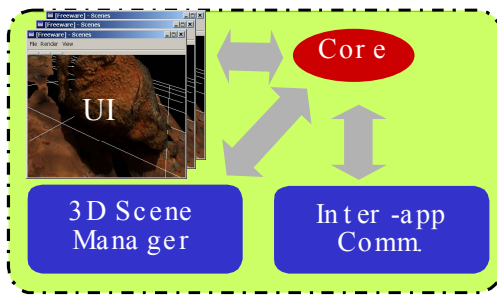 [Freeware] - Scenes
[Freeware] - Scenes
[Freeware] - Scenes
File Render View
UI
Core
3D Scene
Manager
Inter-app
Comm.